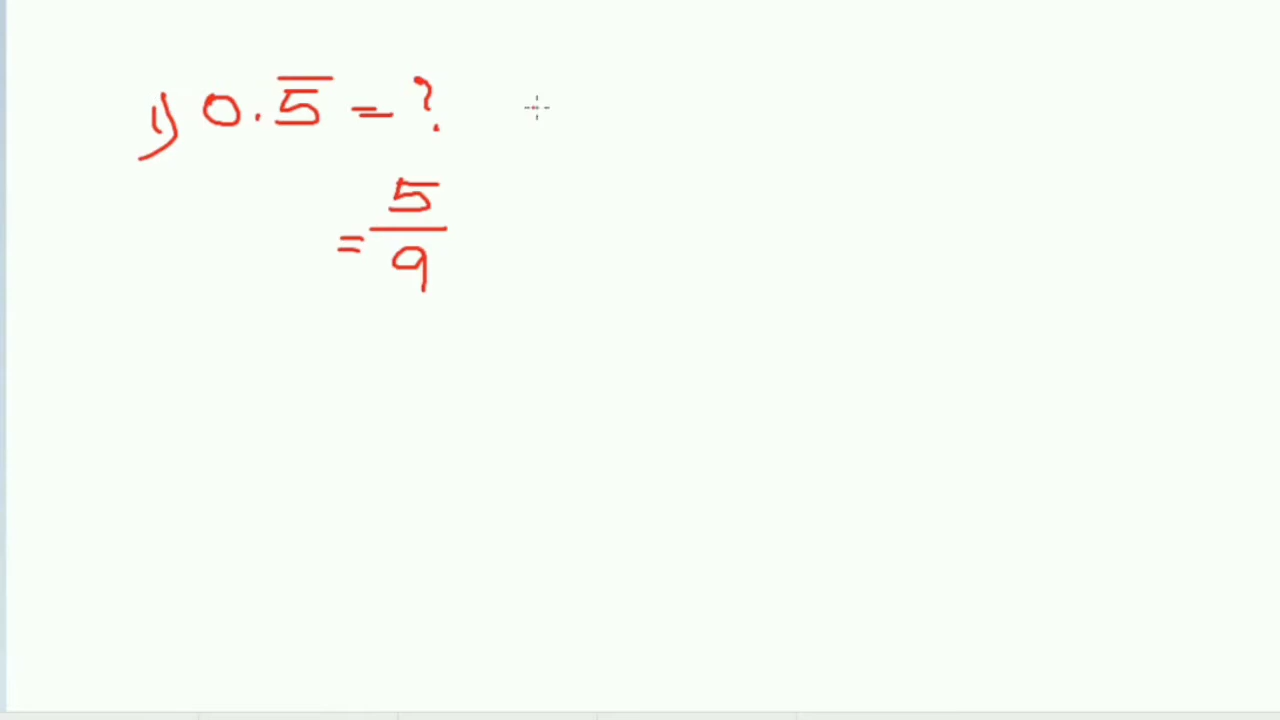 1) 0.5̅ = ?
= 5/9